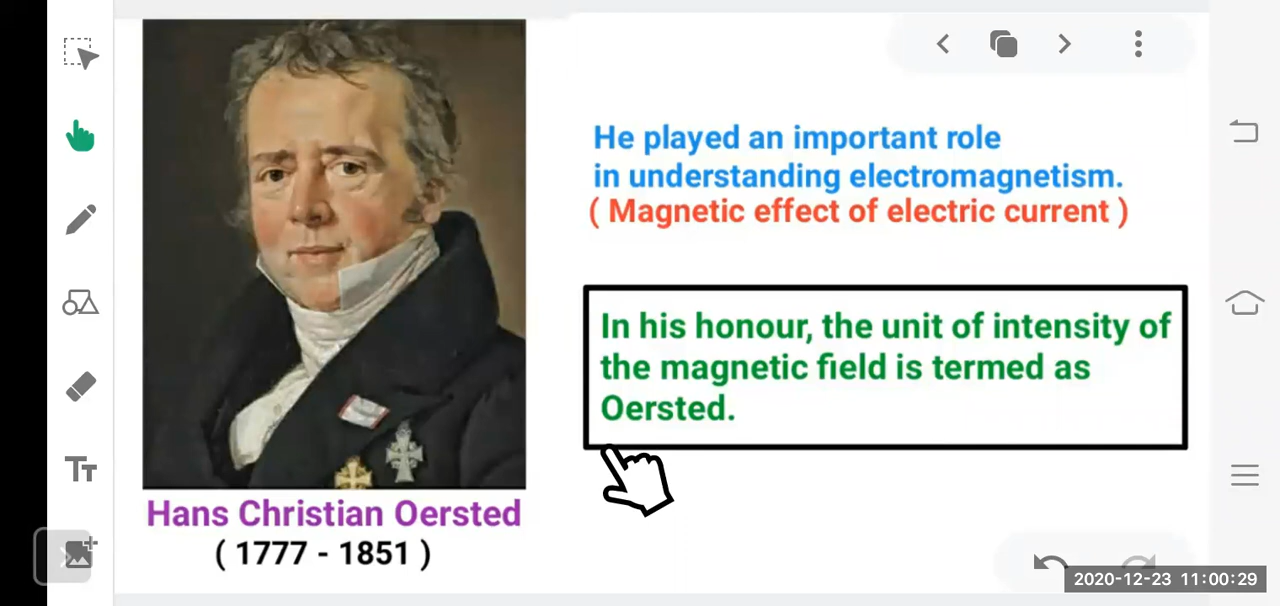 He played an important role
in understanding electromagnetism.
( Magnetic effect of electric current )
In his honour, the unit of intensity of
the magnetic field is termed as
Oersted.
Hans Christian Oersted
( 1777 - 1851 )
TT
2020-12-23 11:00:29